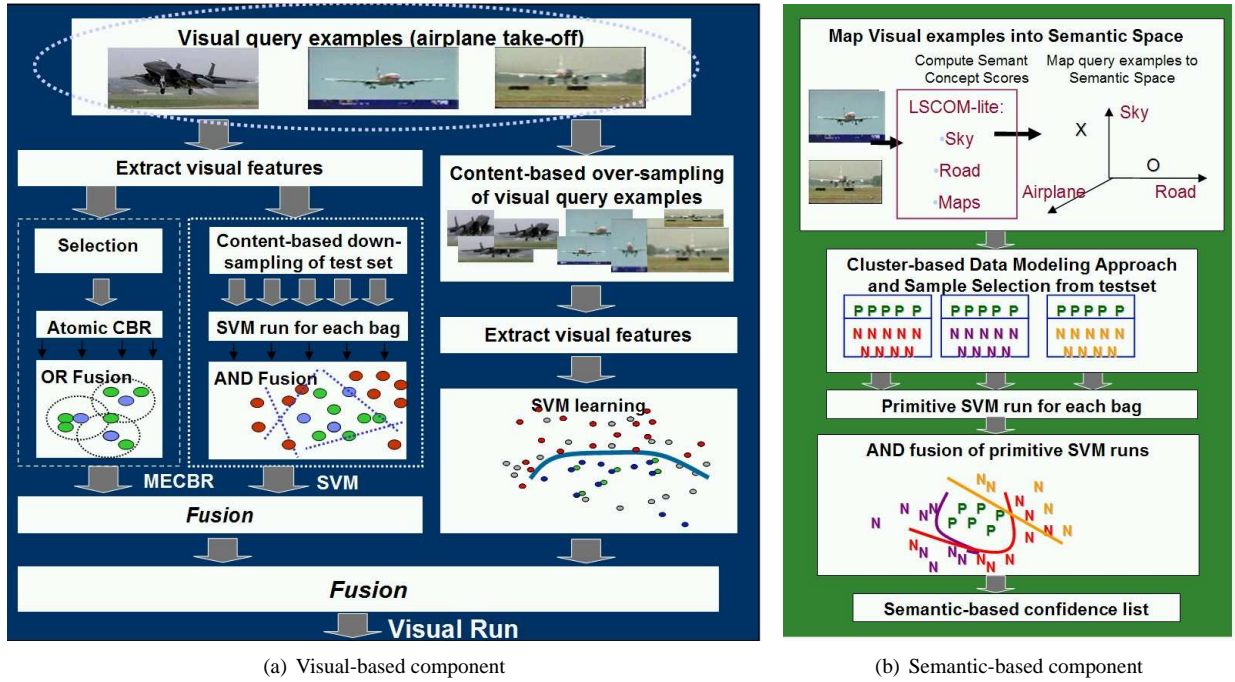 Visual query examples (airplane take-off)
Extract visual features
Selection
Atomic CBR
OR Fusion
Content-based down-
sampling of test set
SVM run for each bag
AND Fusion
MECBR
SVM
Fusion
Content-based over-sampling
of visual query examples
Extract visual features
SVM learning
Fusion
Visual Run
(a) Visual-based component
Map Visual examples into Semantic Space
Compute Semant
Concept Scores
Map query examples to
Semantic Space
LSCOM-lite:
Sky
Road
Maps
Sky
X
O
Airplane
Road
Cluster-based Data Modeling Approach
and Sample Selection from testset
P P P P P
N N N N N
N N N N
P P P P P
N N N N N
N N N N
P P P P P
N N N N N
N N N N
Primitive SVM run for each bag
AND fusion of primitive SVM runs
N N N N N
N N N N P P P N N N
N P P P N N N
N N N N N N N
N N N N
Semantic-based confidence list
(b) Semantic-based component